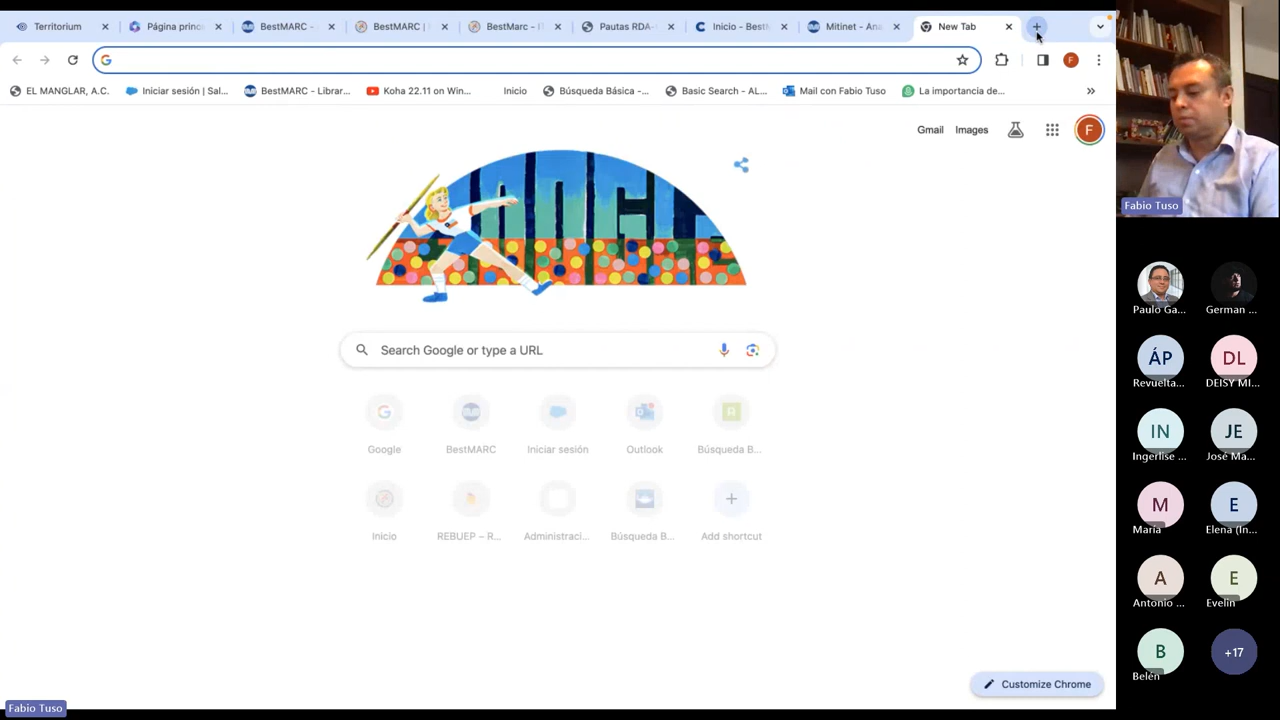 Territorium
Página princ
BestMARC -
BestMARC |
BestMarc - IT
Pautas RDA-
Inicio - Best
Mitinet - Ana
New Tab
EL MANGLAR, A.C.
Iniciar sesión | Sal...
BestMARC - Librar...
Koha 22.11 on Win...
Inicio
Búsqueda Básica -...
Basic Search - AL...
Mail con Fabio Tuso
La importancia de...
»
Gmail
Images
F
F
Search Google or type a URL
Google
BestMARC
Iniciar sesión
Outlook
Búsqueda B...
Inicio
REBUEP – R...
Administraci...
Búsqueda B...
Add shortcut
Customize Chrome
Fabio Tuso
Fabio Tuso
Paulo Ga...
German ...
ÁP
Revuelta...
DL
DEISY MI...
IN
Ingerlise ...
JE
José Ma...
M
Maria
E
Elena (In...
A
Antonio ...
E
Evelin
B
Belén
+17